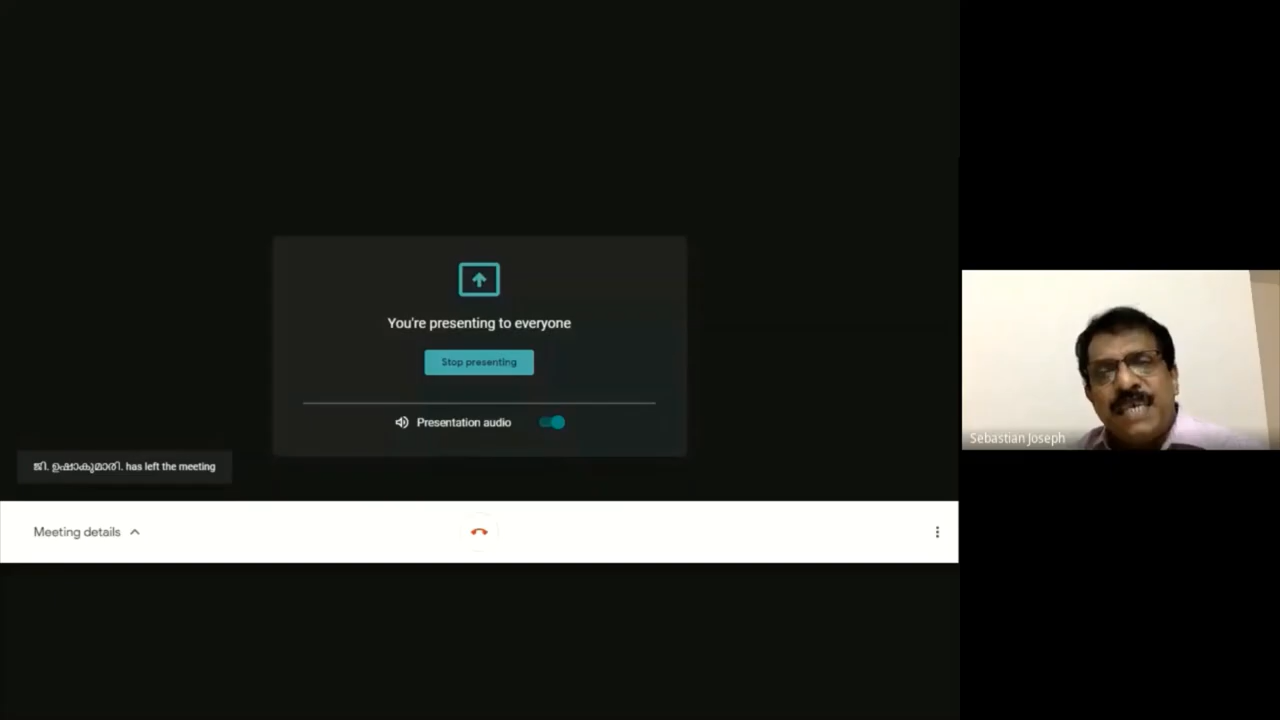 You're presenting to everyone
Stop presenting
Presentation audio
ജി. ഉഷാകുമാരി. has left the meeting
Sebastian Joseph
Meeting details